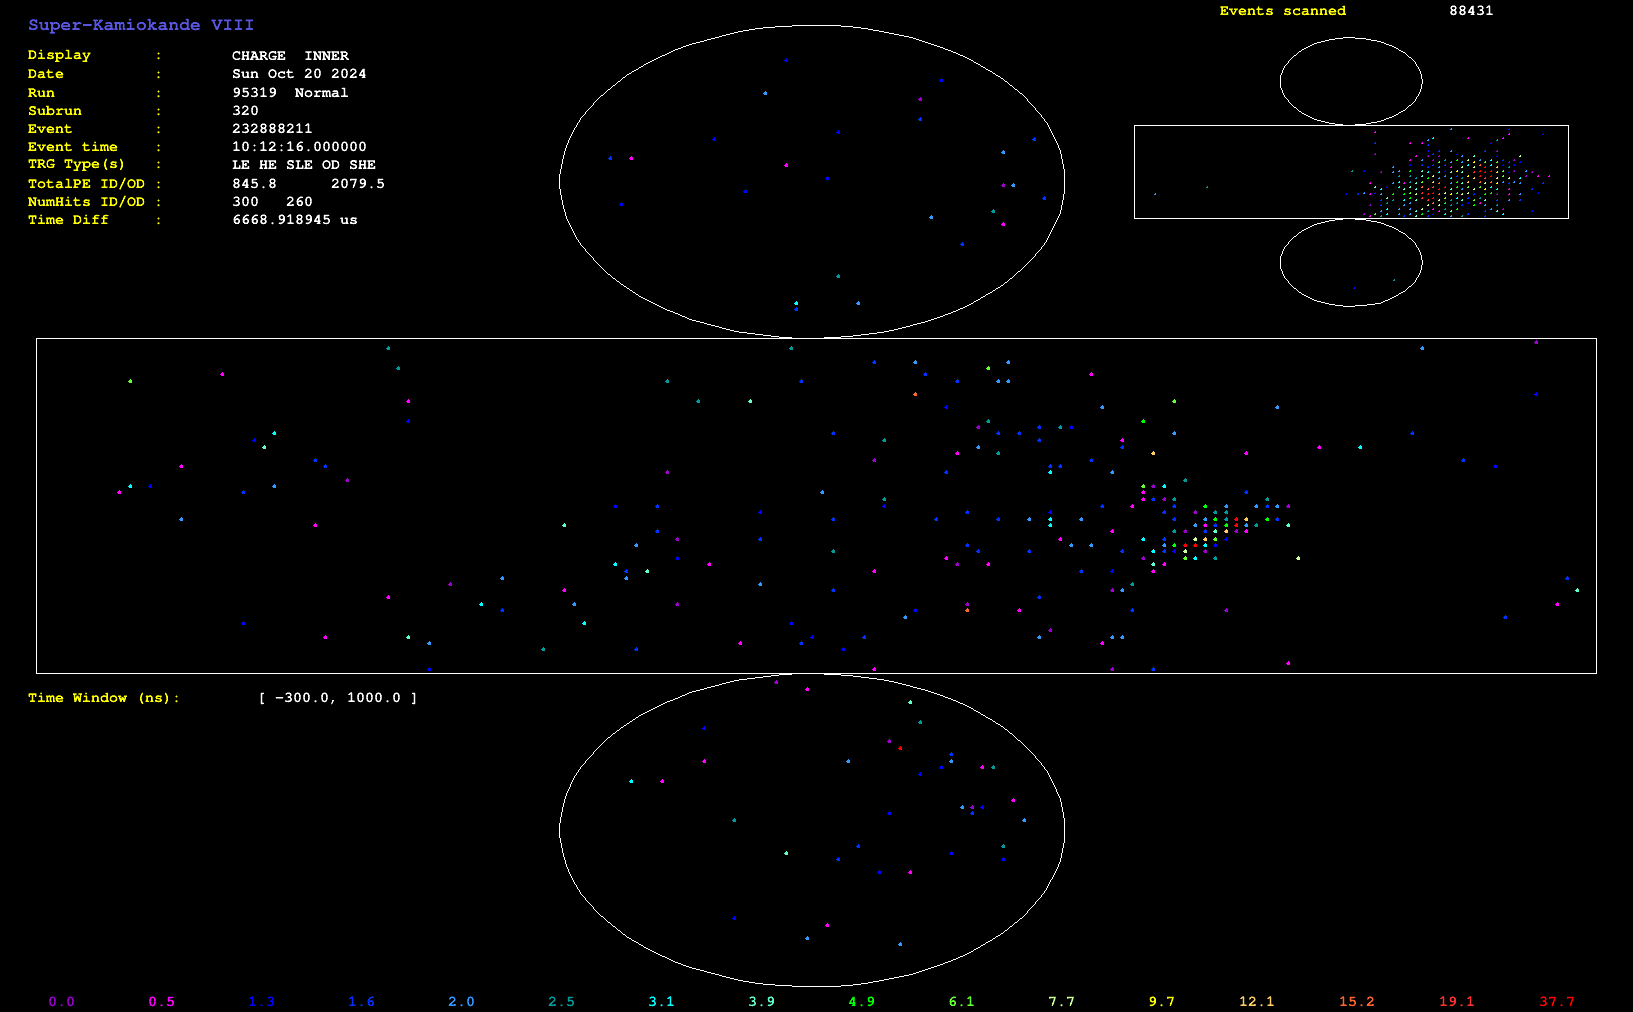 Super-Kamiokande VIII
Events scanned 88431
Display : CHARGE INNER
Date : Sun Oct 20 2024
Run : 95319 Normal
Subrun : 320
Event : 232888211
Event time : 10:12:16.000000
TRG Type(s) : LE HE SLE OD SHE
TotalPE ID/OD : 845.8 2079.5
NumHits ID/OD : 300 260
Time Diff : 6668.918945 us
Time Window (ns): [ −300.0, 1000.0 ]
0.0 0.5 1.3 1.6 2.0 2.5 3.1 3.9 4.9 6.1 7.7 9.7 12.1 15.2 19.1 37.7